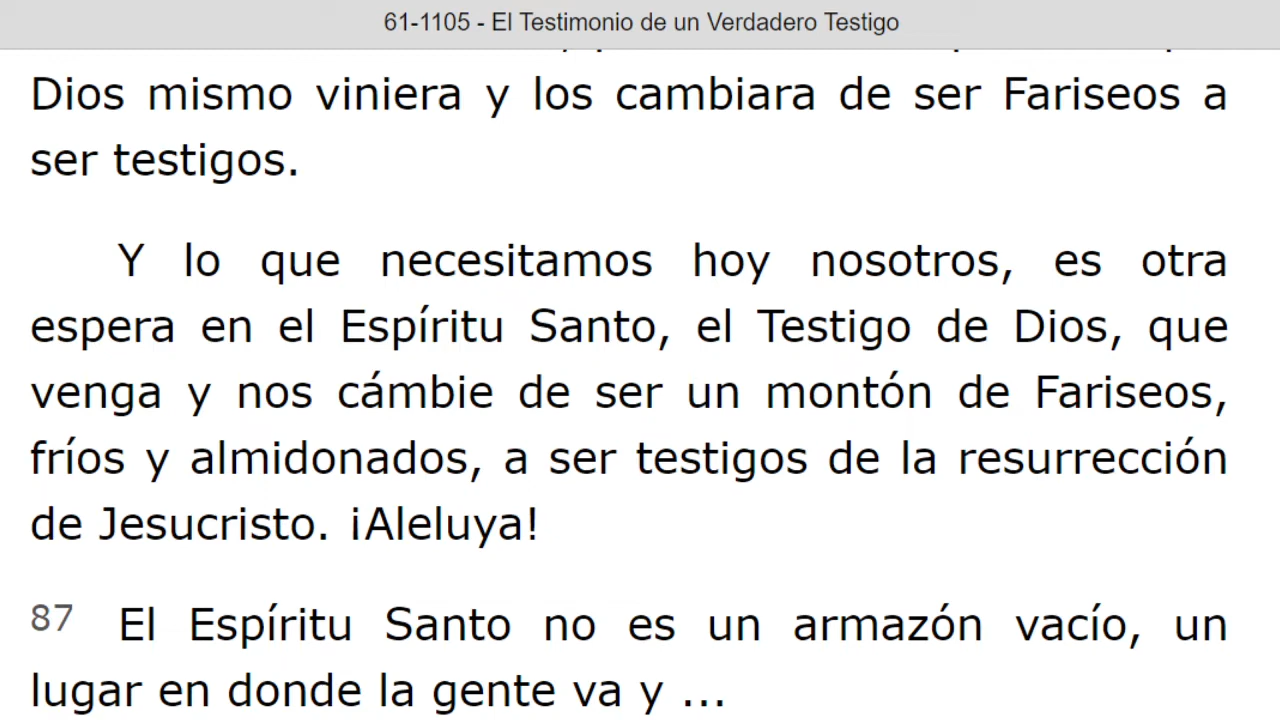 61-1105 - El Testimonio de un Verdadero Testigo
Dios mismo viniera y los cambiara de ser Fariseos a
ser testigos.
Y lo que necesitamos hoy nosotros, es otra
espera en el Espíritu Santo, el Testigo de Dios, que
venga y nos cámbie de ser un montón de Fariseos,
fríos y almidonados, a ser testigos de la resurrección
de Jesucristo. ¡Aleluya!
87 El Espíritu Santo no es un armazón vacío, un
lugar en donde la gente va y ...